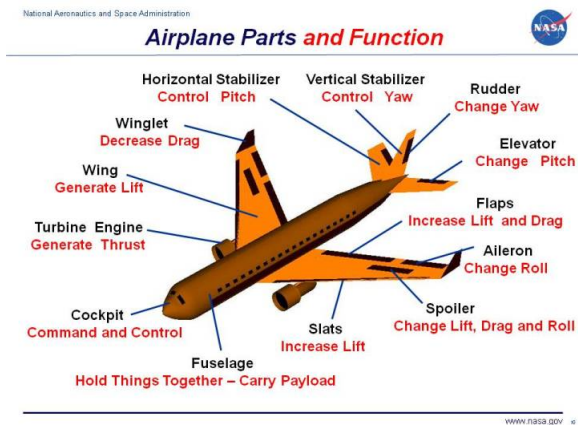 National Aeronautics and Space Administration
NASA
Airplane Parts and Function
Horizontal Stabilizer
Control Pitch
Vertical Stabilizer
Control Yaw
Rudder
Change Yaw
Winglet
Decrease Drag
Elevator
Change Pitch
Wing
Generate Lift
Flaps
Increase Lift and Drag
Turbine Engine
Generate Thrust
Aileron
Change Roll
Cockpit
Command and Control
Spoiler
Change Lift, Drag and Roll
Slats
Increase Lift
Fuselage
Hold Things Together – Carry Payload
www.nasa.gov